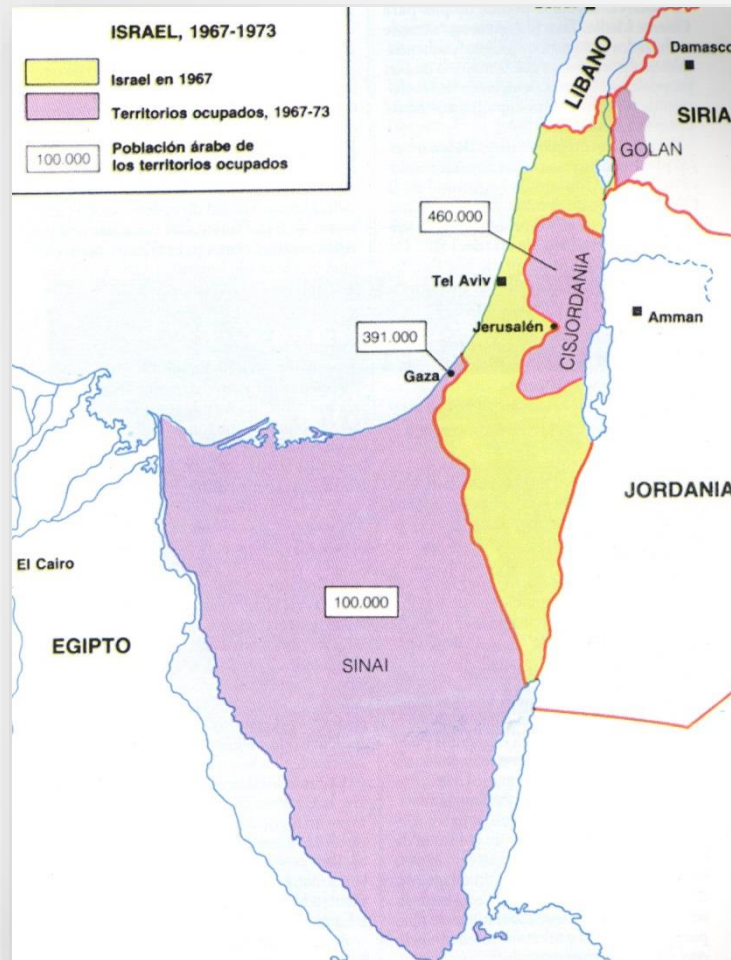 ISRAEL, 1967-1973
Israel en 1967
Territorios ocupados, 1967-73
100.000
Población árabe de
los territorios ocupados
LIBANO
Damasco
SIRIA
GOLAN
460.000
Tel Aviv
CISJORDANIA
Jerusalén
Amman
391.000
Gaza
JORDANIA
El Cairo
100.000
EGIPTO
SINAI